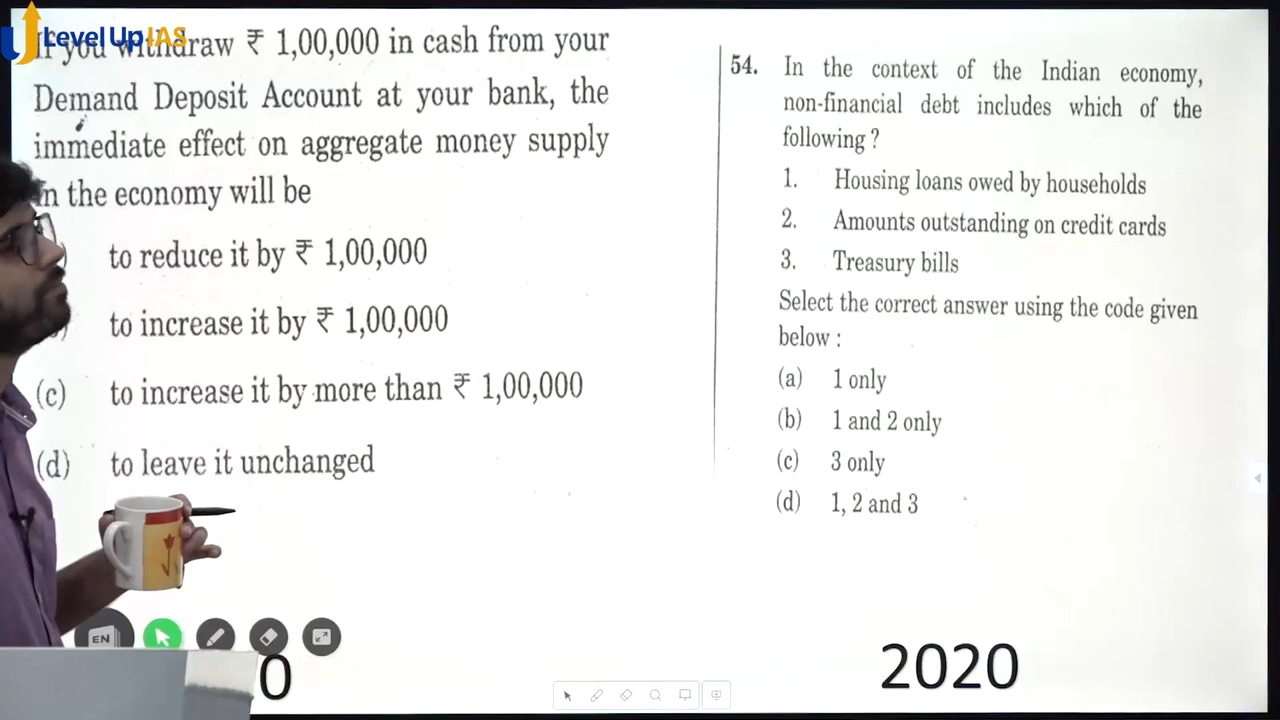 Level Up IAS
If you withdraw ₹ 1,00,000 in cash from your
Demand Deposit Account at your bank, the
immediate effect on aggregate money supply
in the economy will be
to reduce it by ₹ 1,00,000
to increase it by ₹ 1,00,000
(c) to increase it by more than ₹ 1,00,000
(d) to leave it unchanged
EN
0
54. In the context of the Indian economy,
non-financial debt includes which of the
following ?
1. Housing loans owed by households
2. Amounts outstanding on credit cards
3. Treasury bills
Select the correct answer using the code given
below :
(a) 1 only
(b) 1 and 2 only
(c) 3 only
(d) 1, 2 and 3
2020